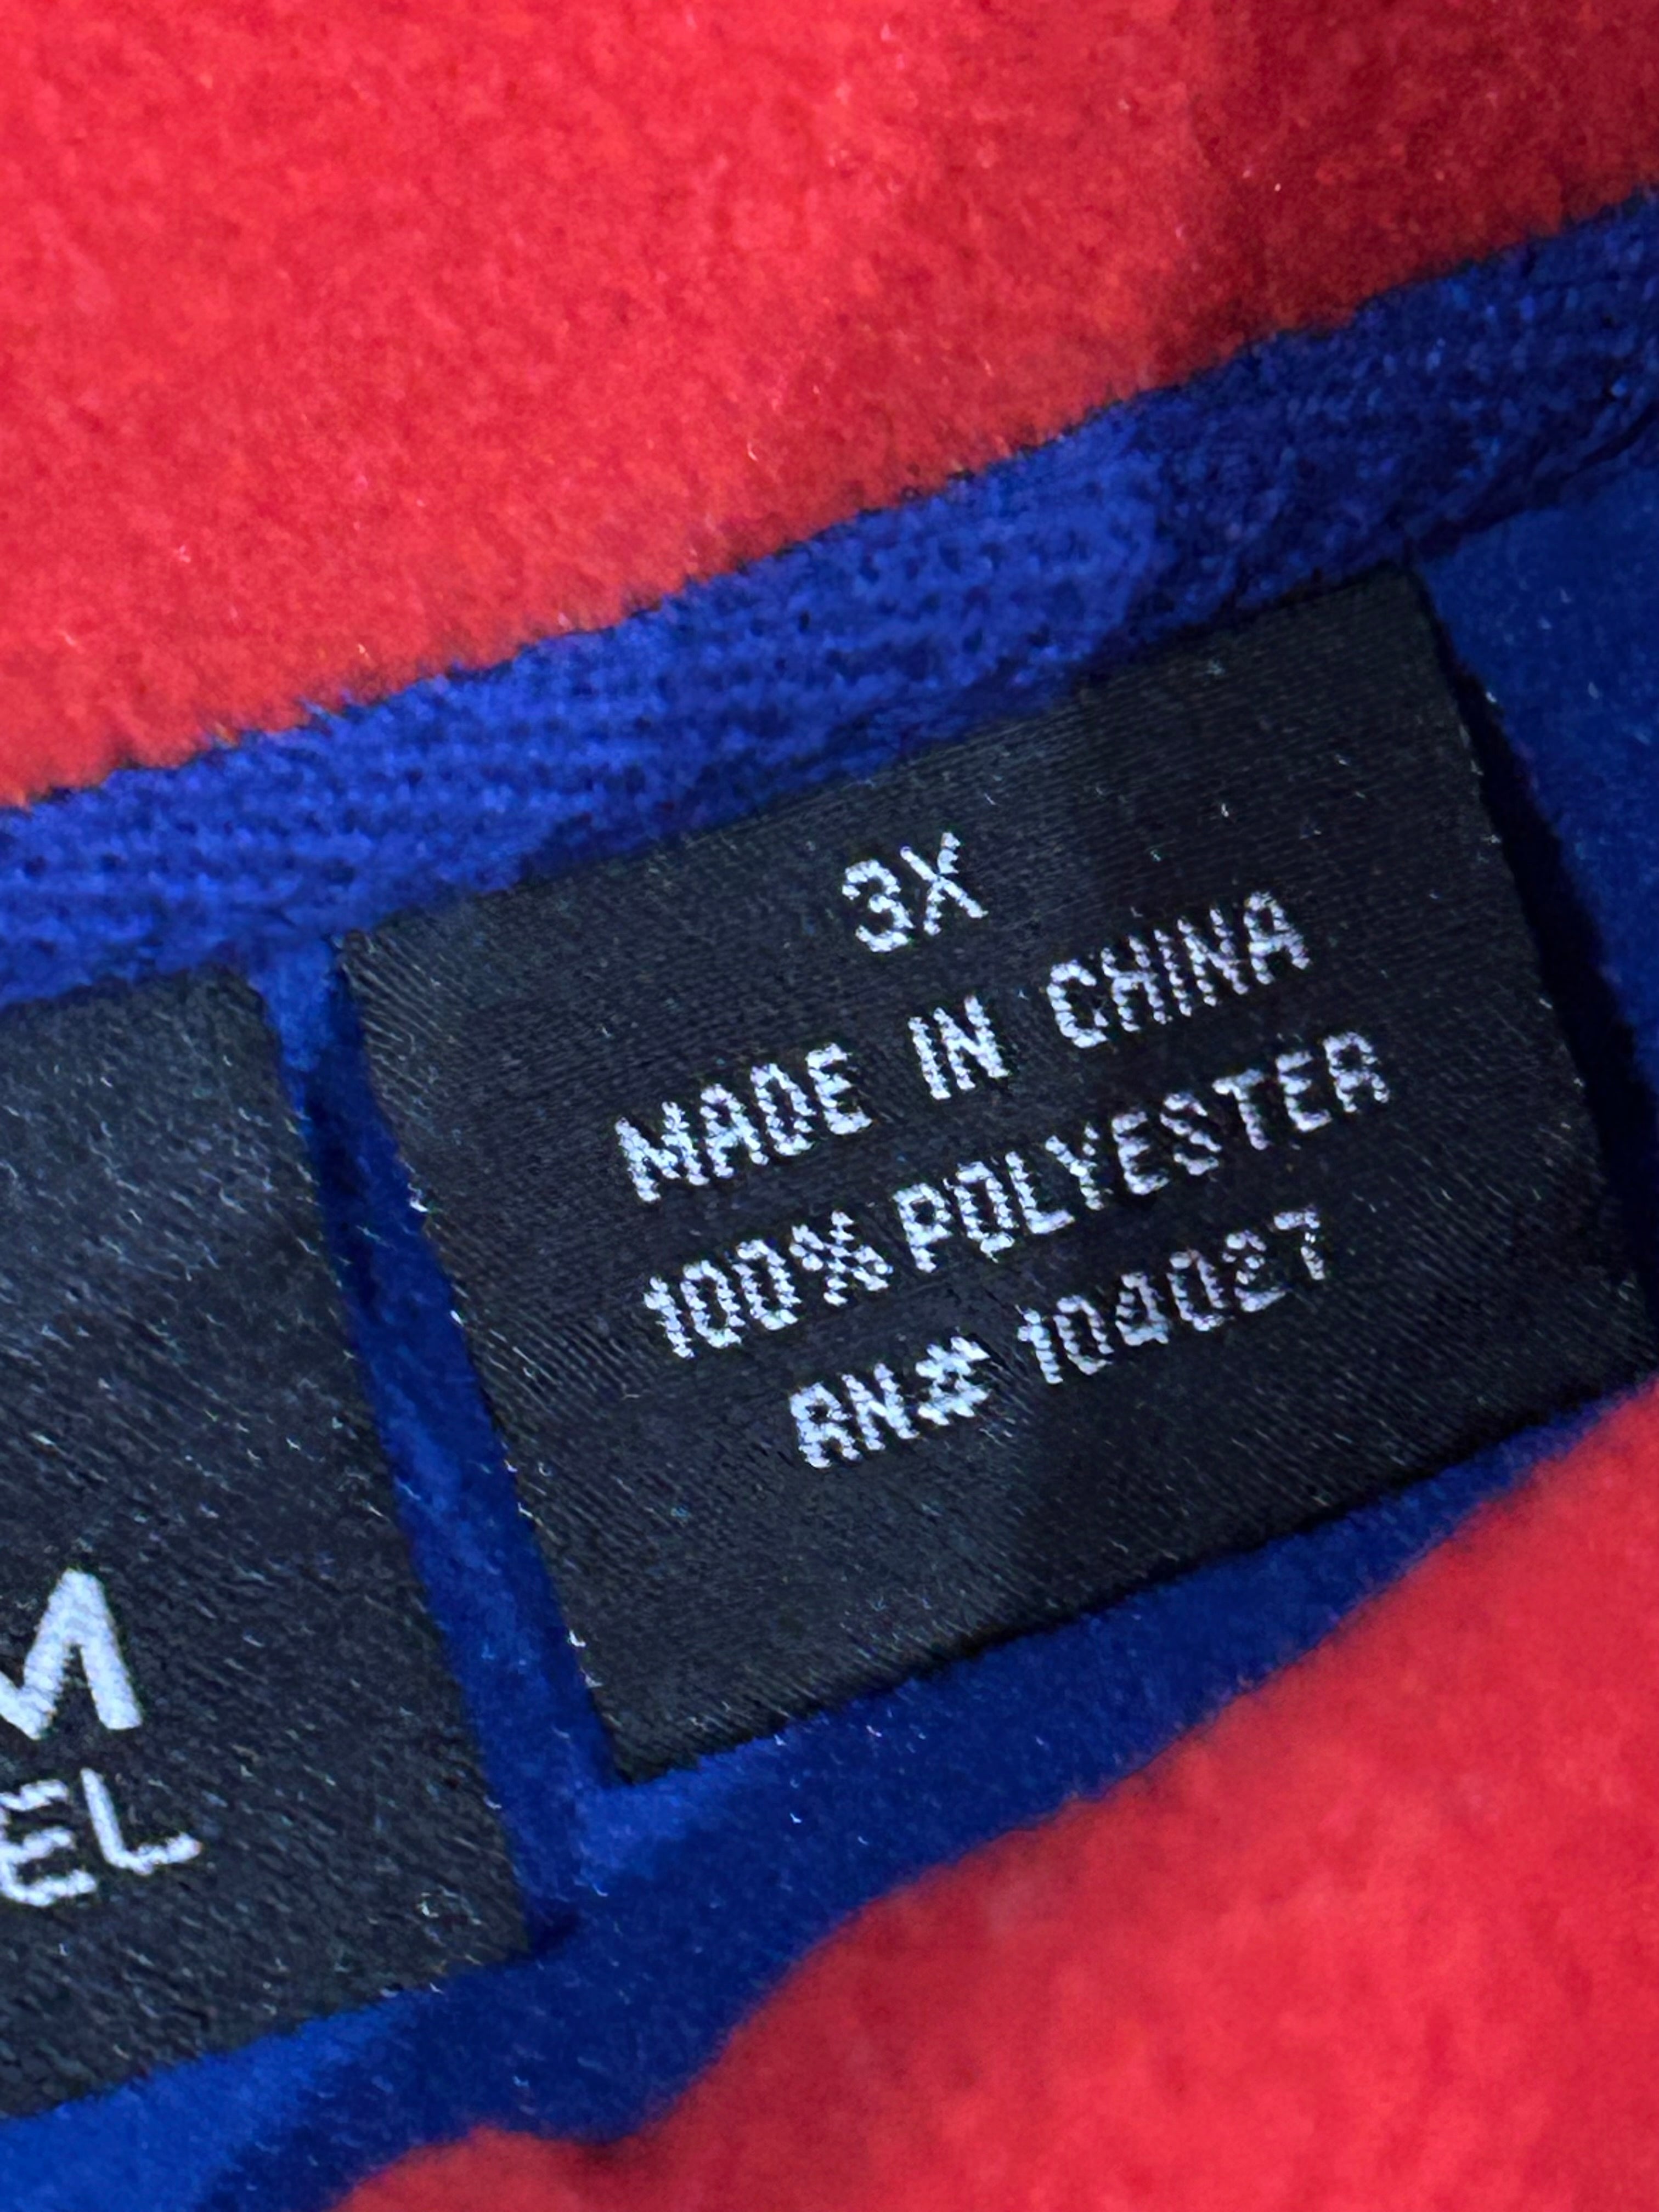 3X
MADE IN CHINA
100% POLYESTER
RN# 104027
M
EL